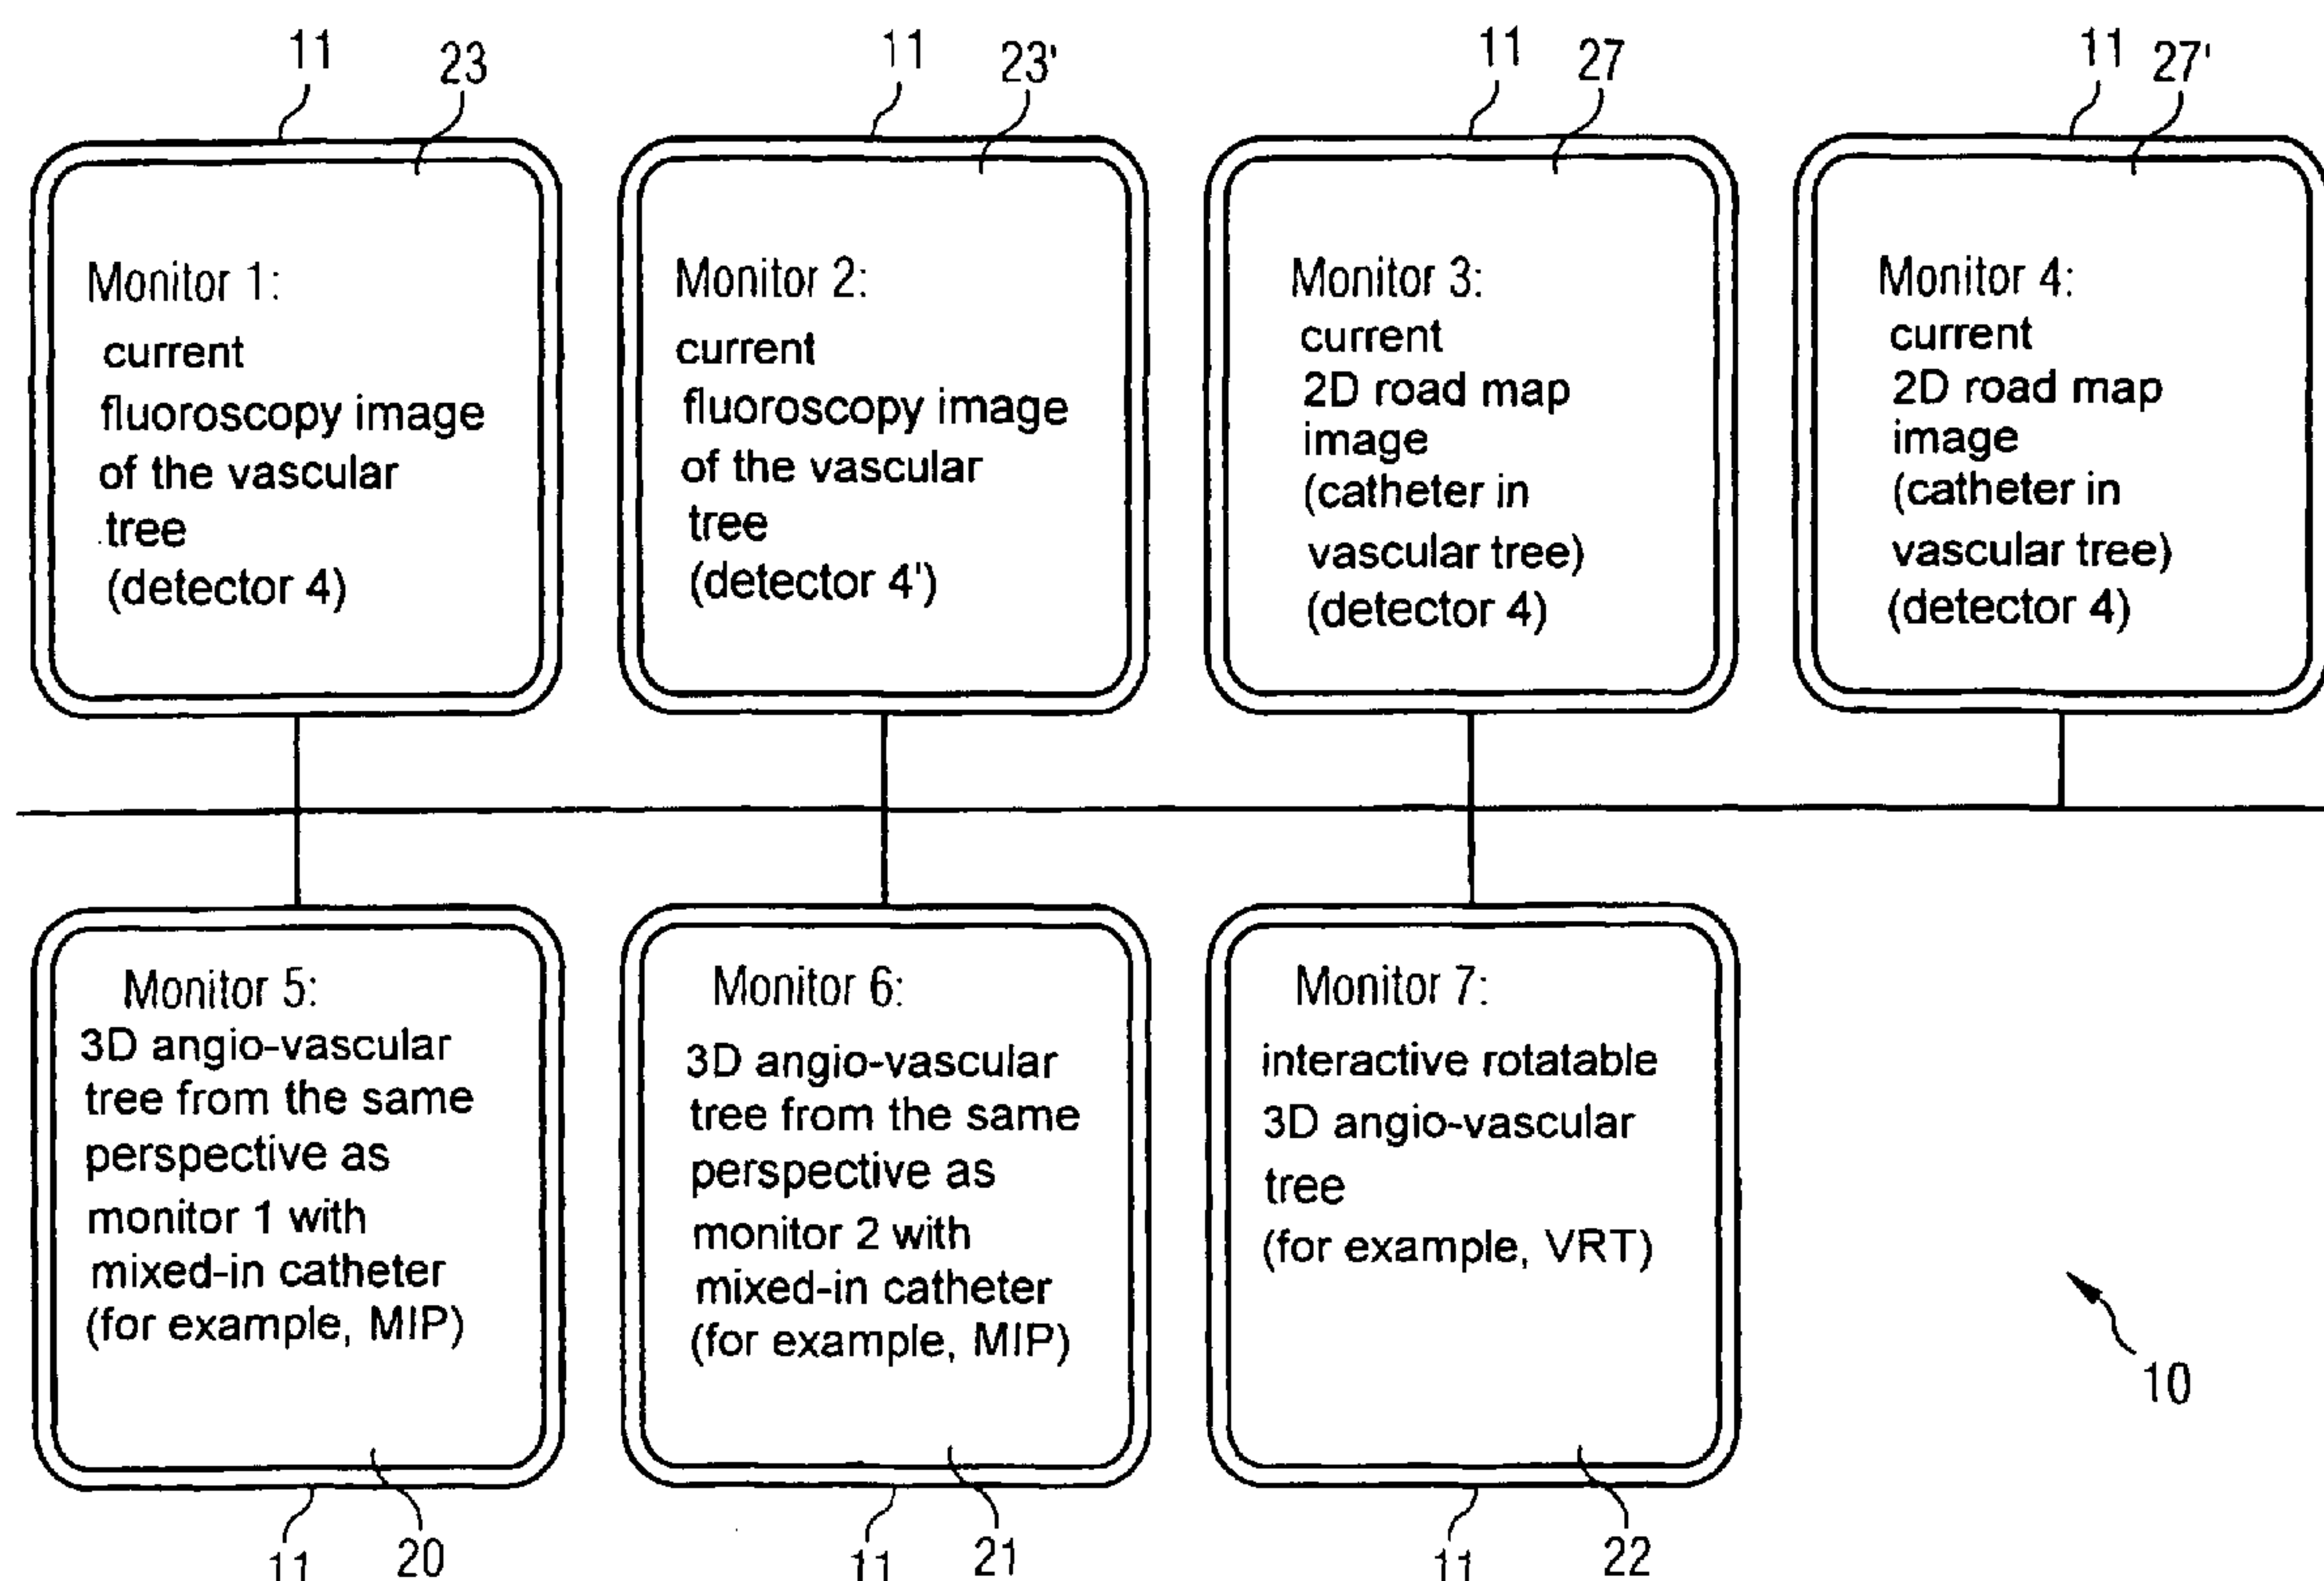 11
23
11
23'
11
27
11
27'
Monitor 1:
current
fluoroscopy image
of the vascular
tree
(detector 4)
Monitor 2:
current
fluoroscopy image
of the vascular
tree
(detector 4')
Monitor 3:
current
2D road map
image
(catheter in
vascular tree)
(detector 4)
Monitor 4:
current
2D road map
image
(catheter in
vascular tree)
(detector 4)
Monitor 5:
3D angio-vascular
tree from the same
perspective as
monitor 1 with
mixed-in catheter
(for example, MIP)
Monitor 6:
3D angio-vascular
tree from the same
perspective as
monitor 2 with
mixed-in catheter
(for example, MIP)
Monitor 7:
interactive rotatable
3D angio-vascular
tree
(for example, VRT)
10
11
20
11
21
11
22